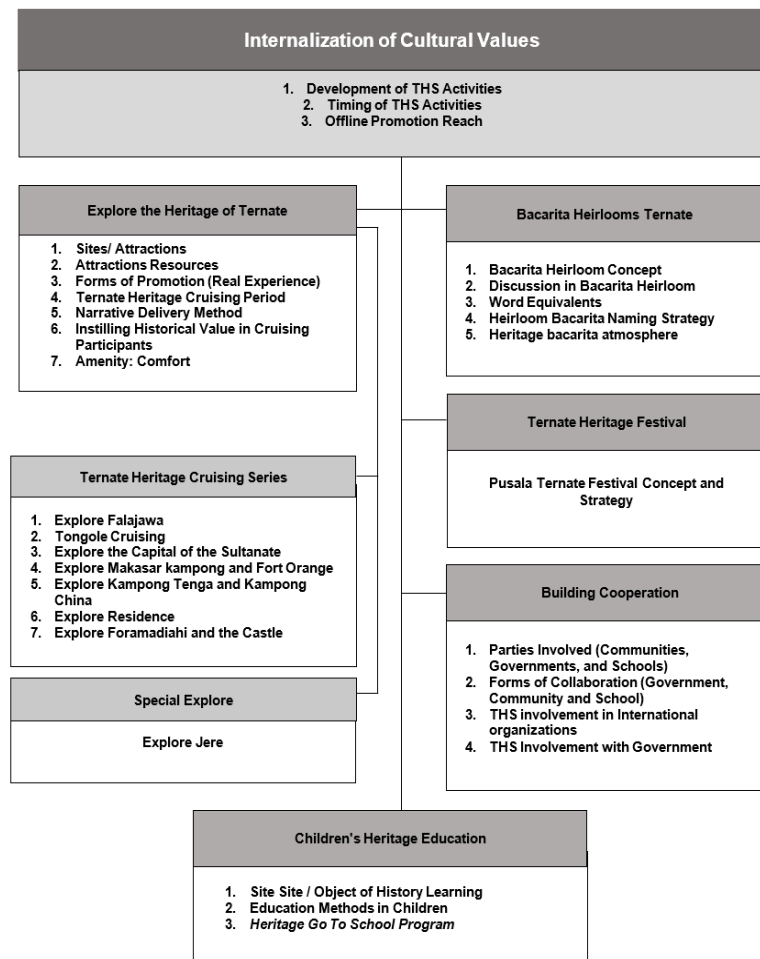 Internalization of Cultural Values
1. Development of THS Activities
2. Timing of THS Activities
3. Offline Promotion Reach
Explore the Heritage of Ternate
1. Sites/ Attractions
2. Attractions Resources
3. Forms of Promotion (Real Experience)
4. Ternate Heritage Cruising Period
5. Narrative Delivery Method
6. Instilling Historical Value in Cruising
Participants
7. Amenity: Comfort
Bacarita Heirlooms Ternate
1. Bacarita Heirloom Concept
2. Discussion in Bacarita Heirloom
3. Word Equivalents
4. Heirloom Bacarita Naming Strategy
5. Heritage bacarita atmosphere
Ternate Heritage Festival
Pusala Ternate Festival Concept and
Strategy
Ternate Heritage Cruising Series
1. Explore Falajawa
2. Tongole Cruising
3. Explore the Capital of the Sultanate
4. Explore Makasar kampong and Fort Orange
5. Explore Kampong Tenga and Kampong
China
6. Explore Residence
7. Explore Foramadiahi and the Castle
Building Cooperation
1. Parties Involved (Communities,
Governments, and Schools)
2. Forms of Collaboration (Government,
Community and School)
3. THS involvement in International
organizations
4. THS Involvement with Government
Special Explore
Explore Jere
Children's Heritage Education
1. Site Site / Object of History Learning
2. Education Methods in Children
3. Heritage Go To School Program